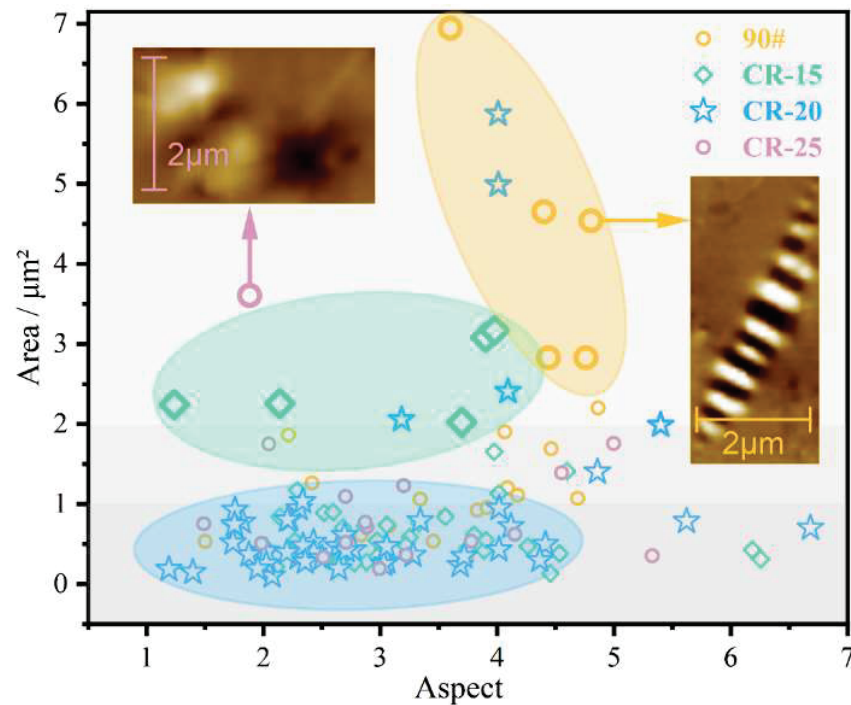 7
6
5
4
3
2
1
0
Area / μm²
2μm
90#
CR-15
CR-20
CR-25
2μm
1 2 3 4 5 6 7
Aspect